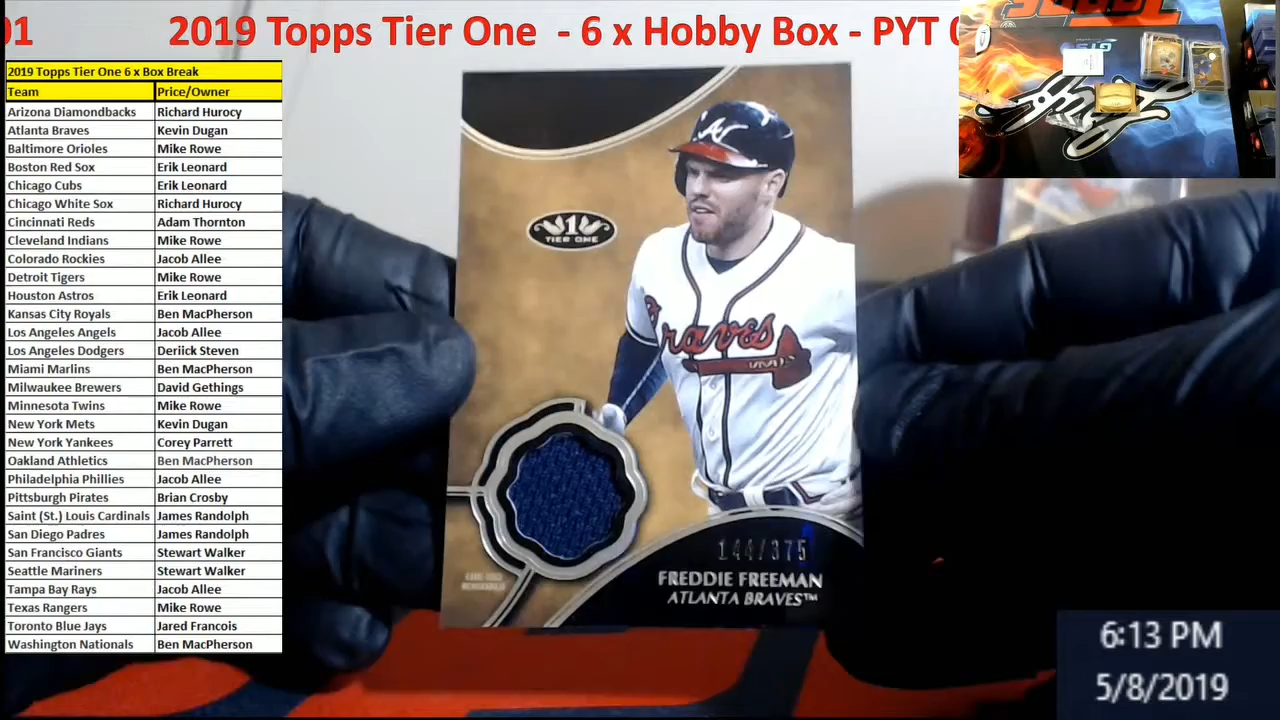 01 2019 Topps Tier One - 6 x Hobby Box - PYT
2019 Topps Tier One 6 x Box Break
Team Price/Owner
Arizona Diamondbacks Richard Hurocy
Atlanta Braves Kevin Dugan
Baltimore Orioles Mike Rowe
Boston Red Sox Erik Leonard
Chicago Cubs Erik Leonard
Chicago White Sox Richard Hurocy
Cincinnati Reds Adam Thornton
Cleveland Indians Mike Rowe
Colorado Rockies Jacob Allee
Detroit Tigers Mike Rowe
Houston Astros Erik Leonard
Kansas City Royals Ben MacPherson
Los Angeles Angels Jacob Allee
Los Angeles Dodgers Deriick Steven
Miami Marlins Ben MacPherson
Milwaukee Brewers David Gethings
Minnesota Twins Mike Rowe
New York Mets Kevin Dugan
New York Yankees Corey Parrett
Oakland Athletics Ben MacPherson
Philadelphia Phillies Jacob Allee
Pittsburgh Pirates Brian Crosby
Saint (St.) Louis Cardinals James Randolph
San Diego Padres James Randolph
San Francisco Giants Stewart Walker
Seattle Mariners Stewart Walker
Tampa Bay Rays Jacob Allee
Texas Rangers Mike Rowe
Toronto Blue Jays Jared Francois
Washington Nationals Ben MacPherson
A
1
TIER ONE
Braves
144/375
FREDDIE FREEMAN
ATLANTA BRAVES™
6:13 PM
5/8/2019